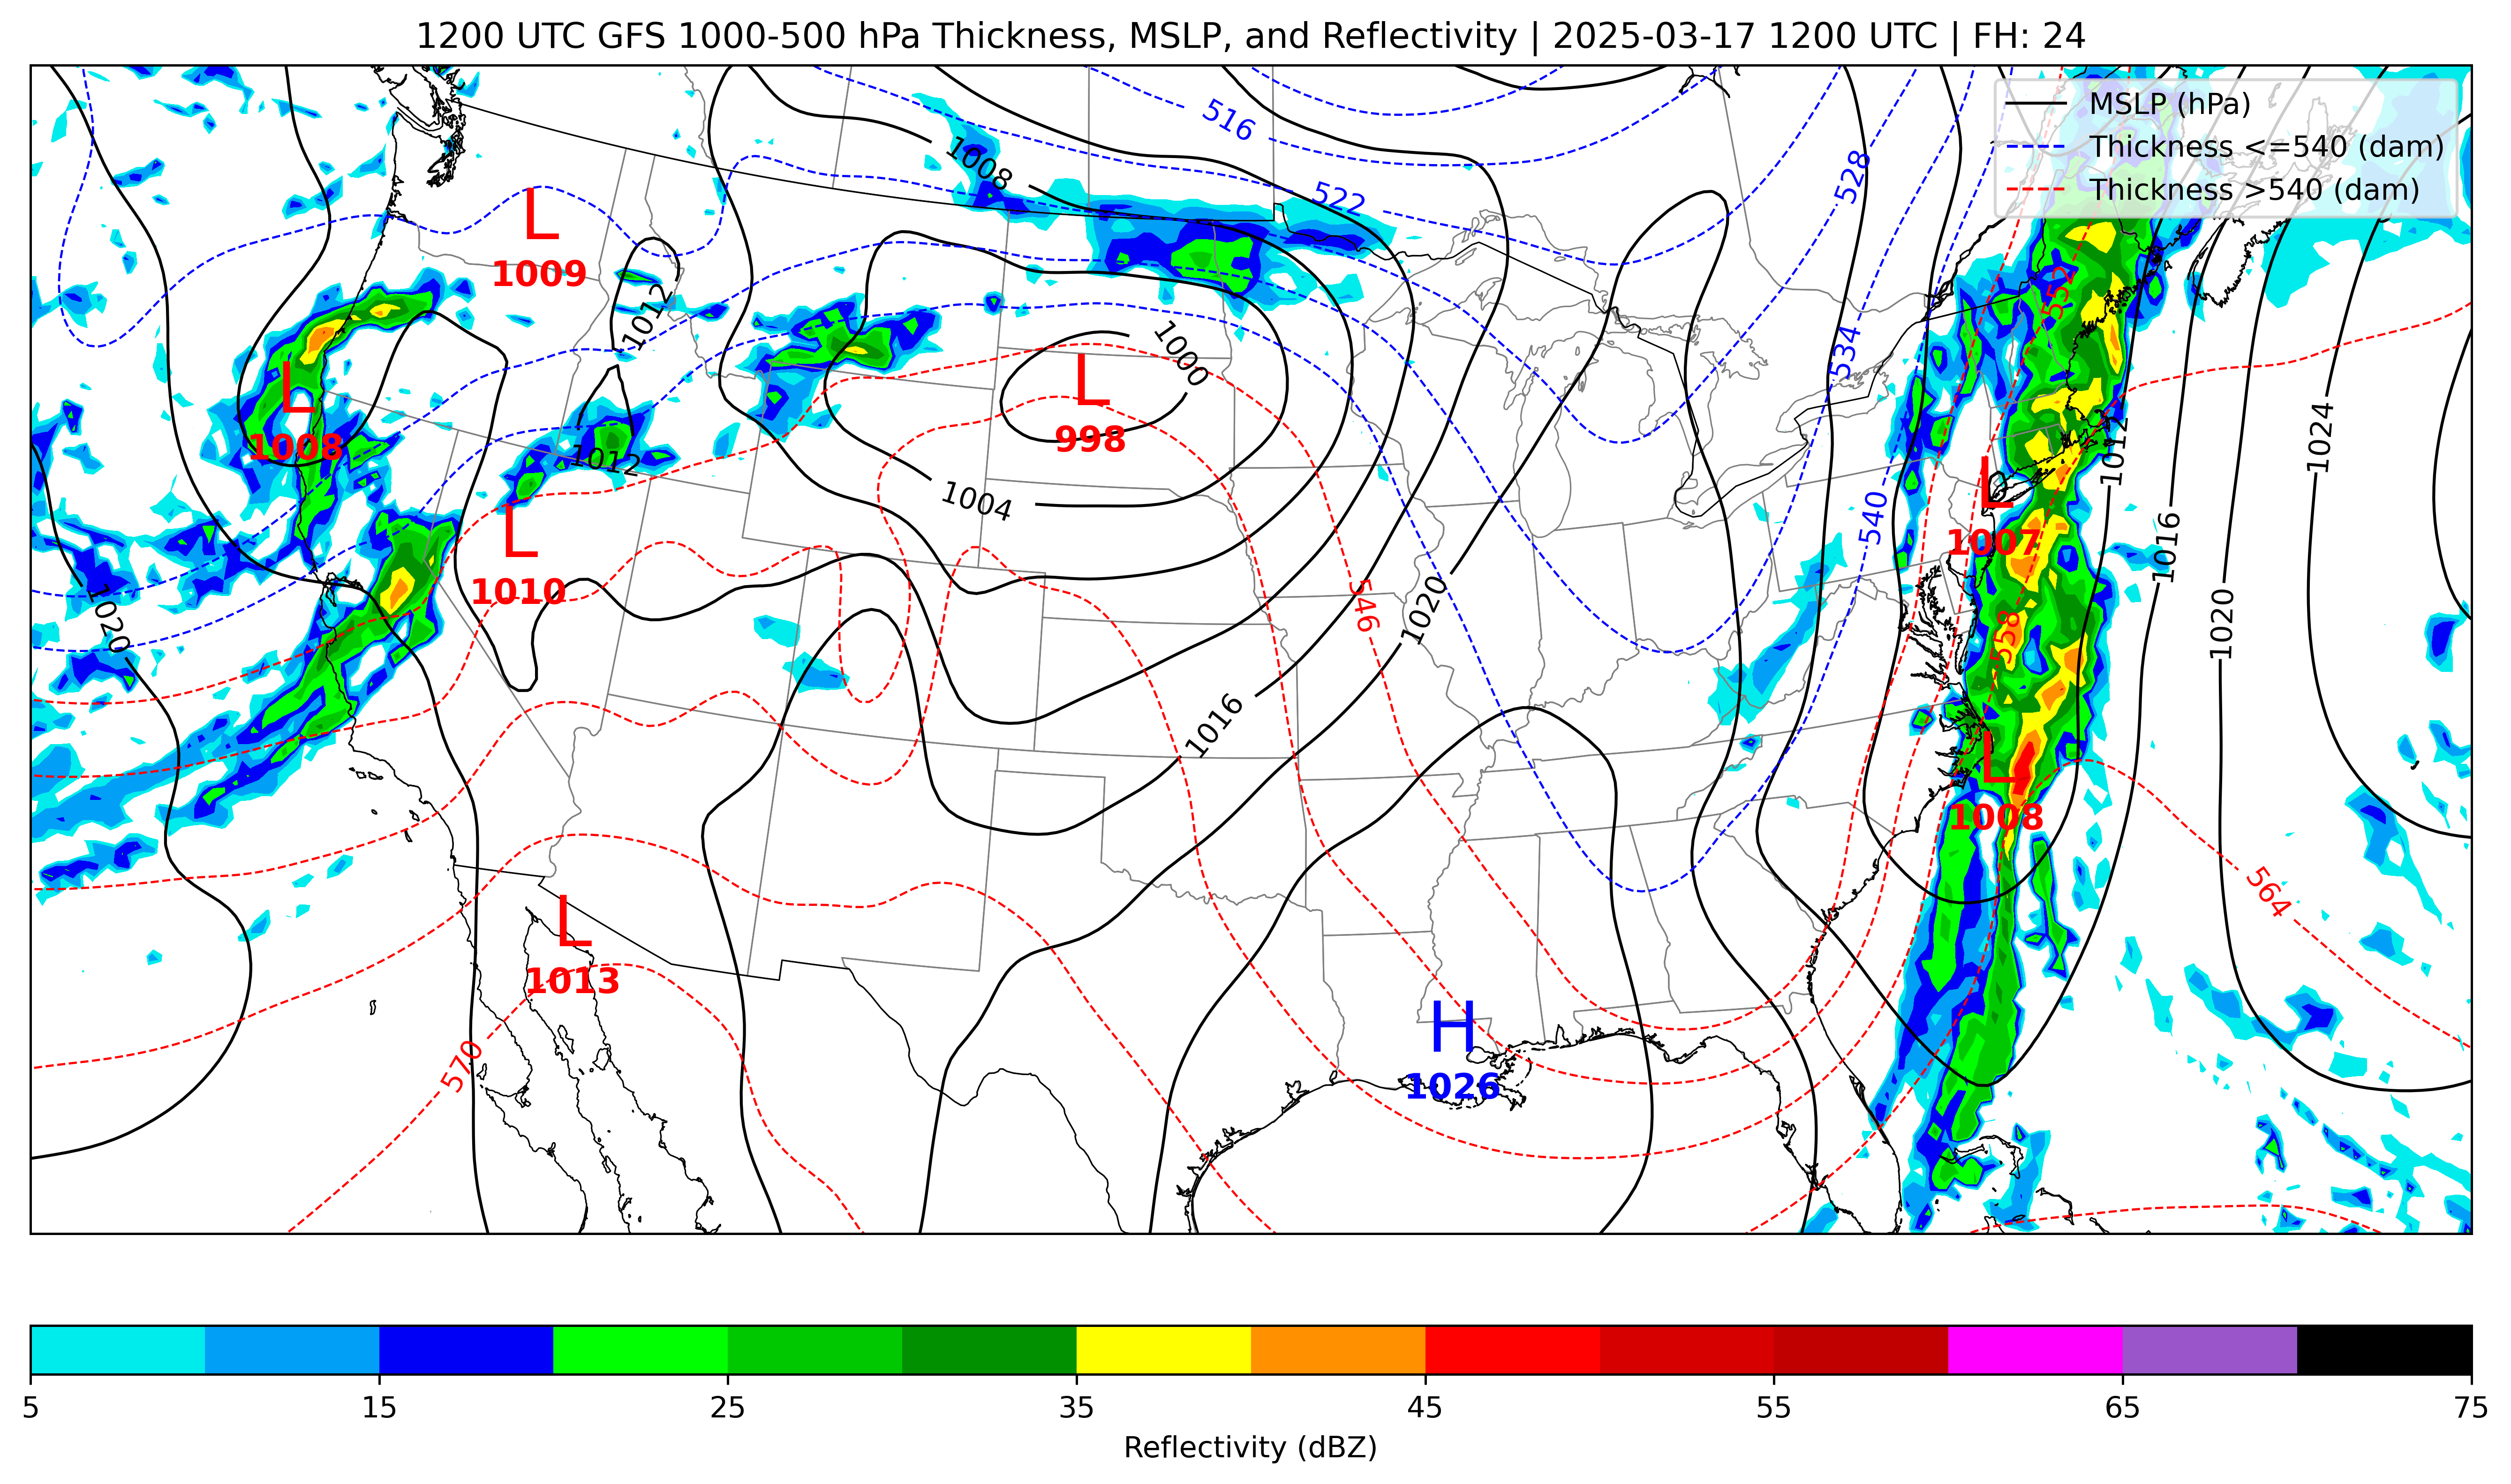 1200 UTC GFS 1000-500 hPa Thickness, MSLP, and Reflectivity | 2025-03-17 1200 UTC | FH: 24
MSLP (hPa)
Thickness <=540 (dam)
Thickness >540 (dam)
516
1008
528
522
L
1009
552
1012
1000
534
L
998
L
1008
1024
1012
1012
1004
L
1007
540
1016
L
1010
1020
546
1020
1020
558
1016
L
1008
564
L
1013
H
1026
570
5
15
25
35
45
55
65
75
Reflectivity (dBZ)